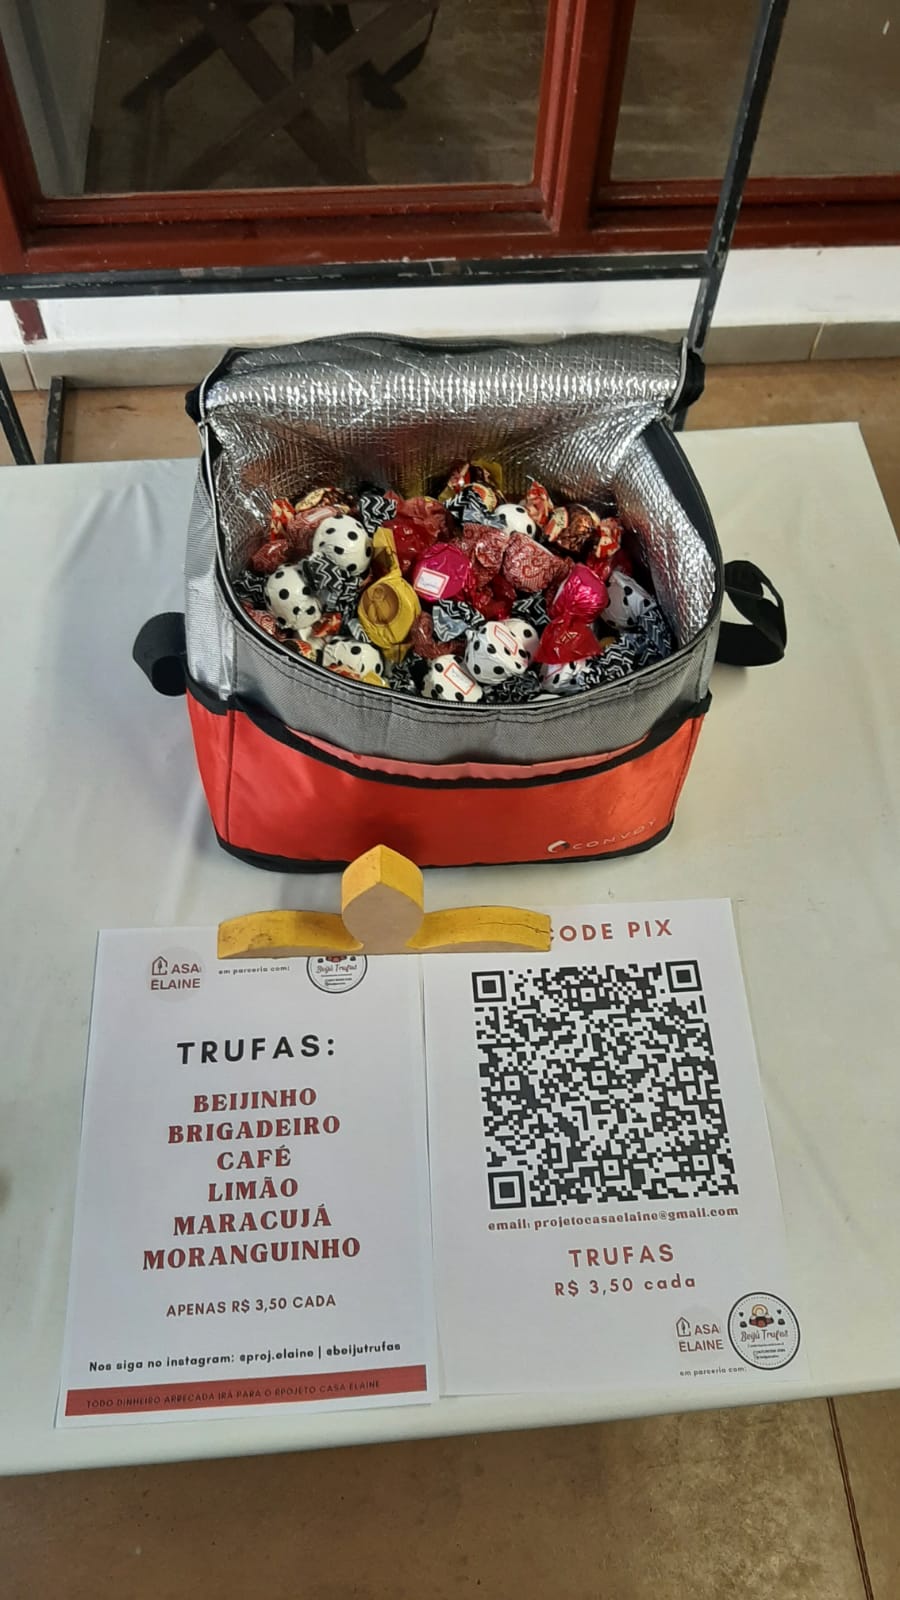 CONVOY
CASA
ELAINE
em parceria com:
Beijú Trufas
TRUFAS:
BEIJINHO
BRIGADEIRO
CAFÉ
LIMÃO
MARACUJÁ
MORANGUINHO
APENAS R$ 3,50 CADA
Nos siga no instagram: @proj.elaine | @beijutrufas
TODO DINHEIRO ARRECADA IRÁ PARA O RPOJETO CASA ELAINE
CODE PIX
email: projetocasaelaine@gmail.com
TRUFAS
R$ 3,50 cada
CASA
ELAINE
em parceria com:
Beijú Trufas